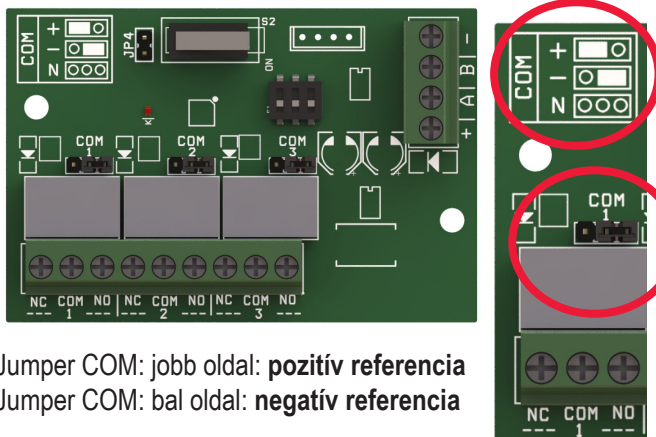 COM + - N
JP4
S2
ON
- B A +
COM 1 COM 2 COM 3
NC COM NO NC COM NO NC COM NO
--- 1 --- --- 2 --- --- 3 ---
COM + - N
COM
1
NC COM NO
--- 1 ---
Jumper COM: jobb oldal: pozitív referencia
Jumper COM: bal oldal: negatív referencia